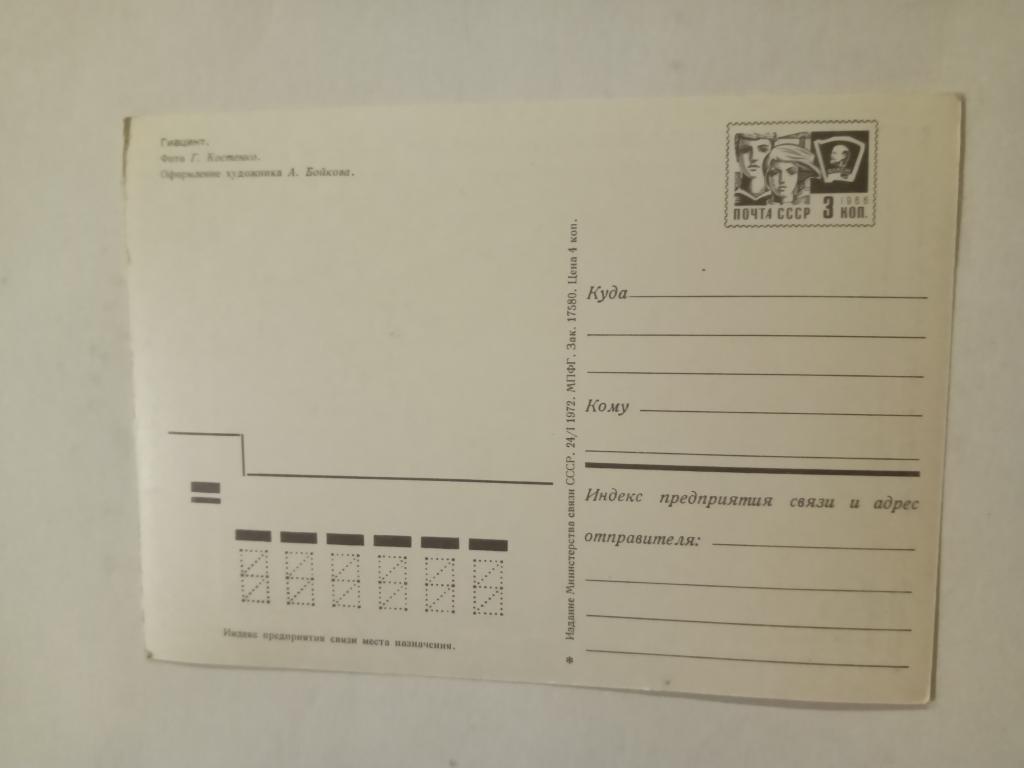 Гиацинт.
Фото Г. Костенко.
Оформление художника А. Бойкова.
ПОЧТА СССР 3 КОП.
1966
Издание Министерства связи СССР. 24/I 1972. МПФГ. Зак. 17580. Цена 4 коп.
Куда
Кому
Индекс предприятия связи и адрес
отправителя:
Индекс предприятия связи места назначения.